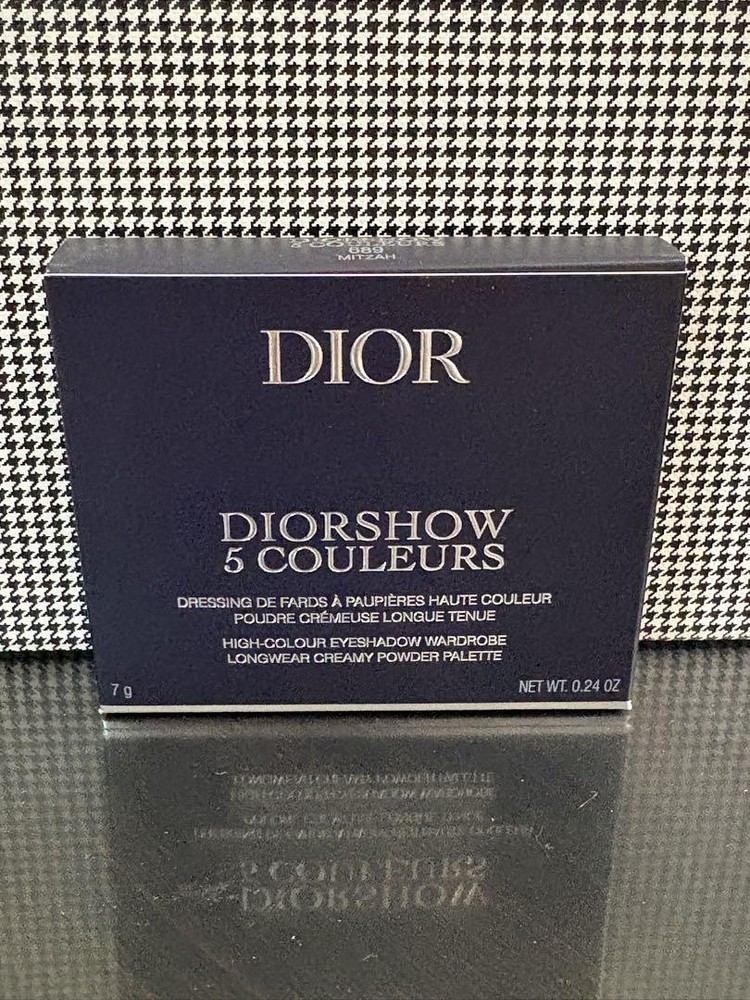 5 COULEURS
689
MITZAH
DIOR
DIORSHOW
5 COULEURS
DRESSING DE FARDS À PAUPIÈRES HAUTE COULEUR
POUDRE CRÉMEUSE LONGUE TENUE
HIGH-COLOUR EYESHADOW WARDROBE
LONGWEAR CREAMY POWDER PALETTE
7 g
NET WT. 0.24 OZ